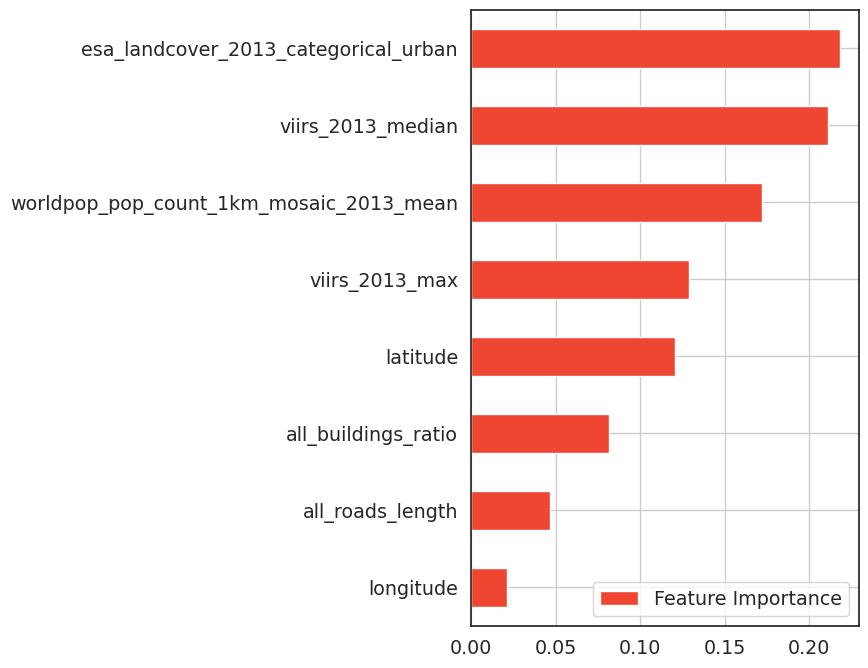 esa_landcover_2013_categorical_urban
viirs_2013_median
worldpop_pop_count_1km_mosaic_2013_mean
viirs_2013_max
latitude
all_buildings_ratio
all_roads_length
longitude
Feature Importance
0.00 0.05 0.10 0.15 0.20